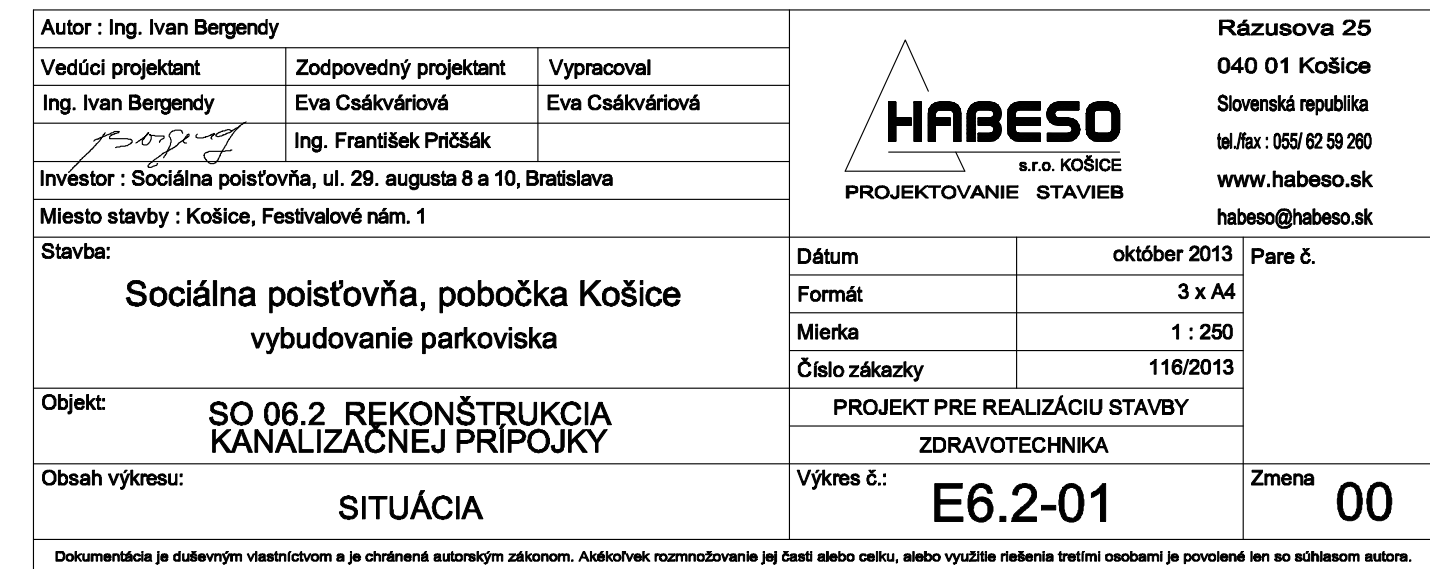 Autor : Ing. Ivan Bergendy
Vedúci projektant
Zodpovedný projektant
Vypracoval
Ing. Ivan Bergendy
Eva Csákváriová
Eva Csákváriová
Ing. František Pričšák
Investor : Sociálna poisťovňa, ul. 29. augusta 8 a 10, Bratislava
Miesto stavby : Košice, Festivalové nám. 1
HABESO
s.r.o. KOŠICE
PROJEKTOVANIE STAVIEB
Rázusova 25
040 01 Košice
Slovenská republika
tel./fax : 055/ 62 59 260
www.habeso.sk
habeso@habeso.sk
Stavba:
Sociálna poisťovňa, pobočka Košice
vybudovanie parkoviska
Dátum
október 2013
Formát
3 x A4
Mierka
1 : 250
Číslo zákazky
116/2013
Pare č.
Objekt:
SO 06.2 REKONŠTRUKCIA
KANALIZAČNEJ PRÍPOJKY
PROJEKT PRE REALIZÁCIU STAVBY
ZDRAVOTECHNIKA
Obsah výkresu:
SITUÁCIA
Výkres č.:
E6.2-01
Zmena
00
Dokumentácia je duševným vlastníctvom a je chránená autorským zákonom. Akékoľvek rozmnožovanie jej časti alebo celku, alebo využitie riešenia tretími osobami je povolené len so súhlasom autora.